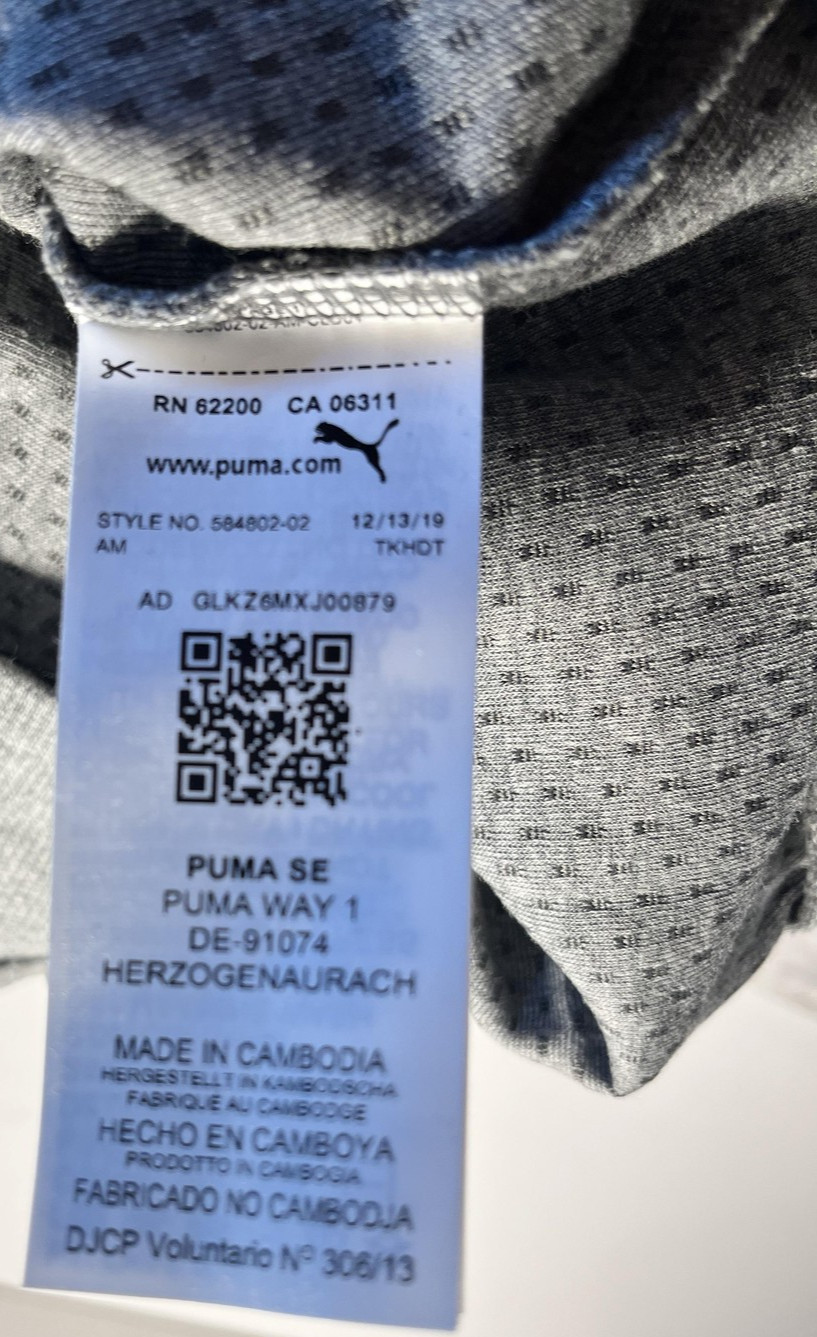 RN 62200 CA 06311
www.puma.com
STYLE NO. 584802-02 12/13/19
AM TKHDT
AD GLKZ6MXJ00879
PUMA SE
PUMA WAY 1
DE-91074
HERZOGENAURACH
MADE IN CAMBODIA
HERGESTELLT IN KAMBODSCHA
FABRIQUÉ AU CAMBODGE
HECHO EN CAMBOYA
PRODOTTO IN CAMBOGIA
FABRICADO NO CAMBODJA
DJCP Voluntario Nº 306/13